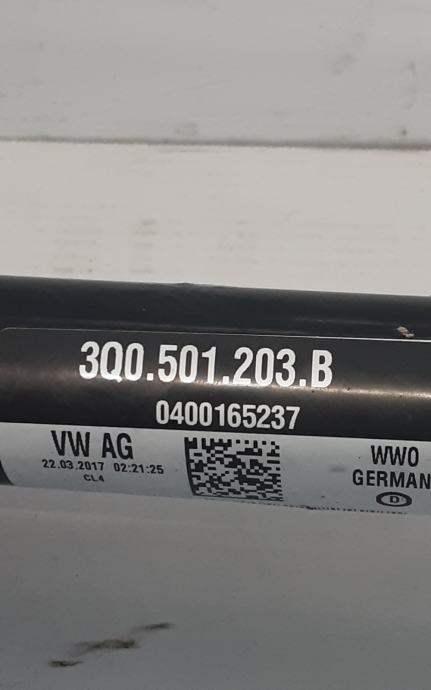 3Q0.501.203.B
0400165237
VW AG
22.03.2017 02:21:25
CL4
WWO
GERMAN
D